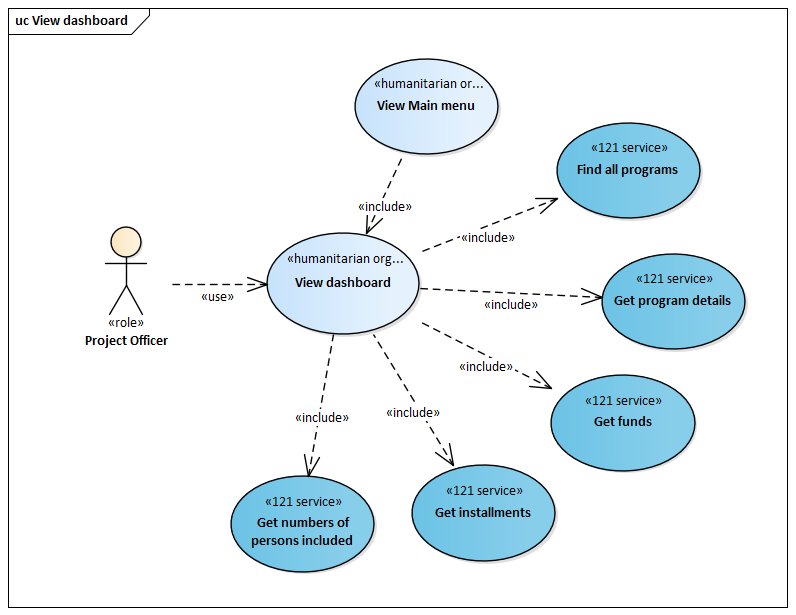 uc View dashboard
«humanitarian or...
View Main menu
«121 service»
Find all programs
«include»
«include»
«humanitarian org...
View dashboard
«121 service»
Get program details
«use»
«include»
«role»
Project Officer
«include»
«121 service»
Get funds
«include»
«include»
«121 service»
Get numbers of
persons included
«121 service»
Get installments